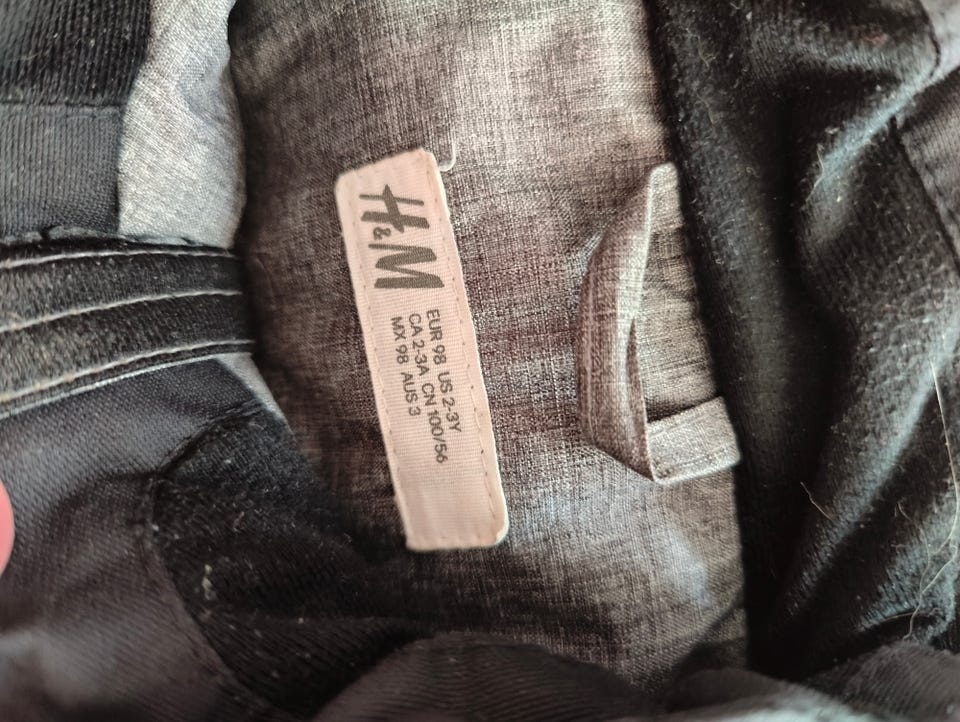 H&M
EUR 98 US 2-3Y
CA 2-3A CN 100/56
MX 98 AUS 3